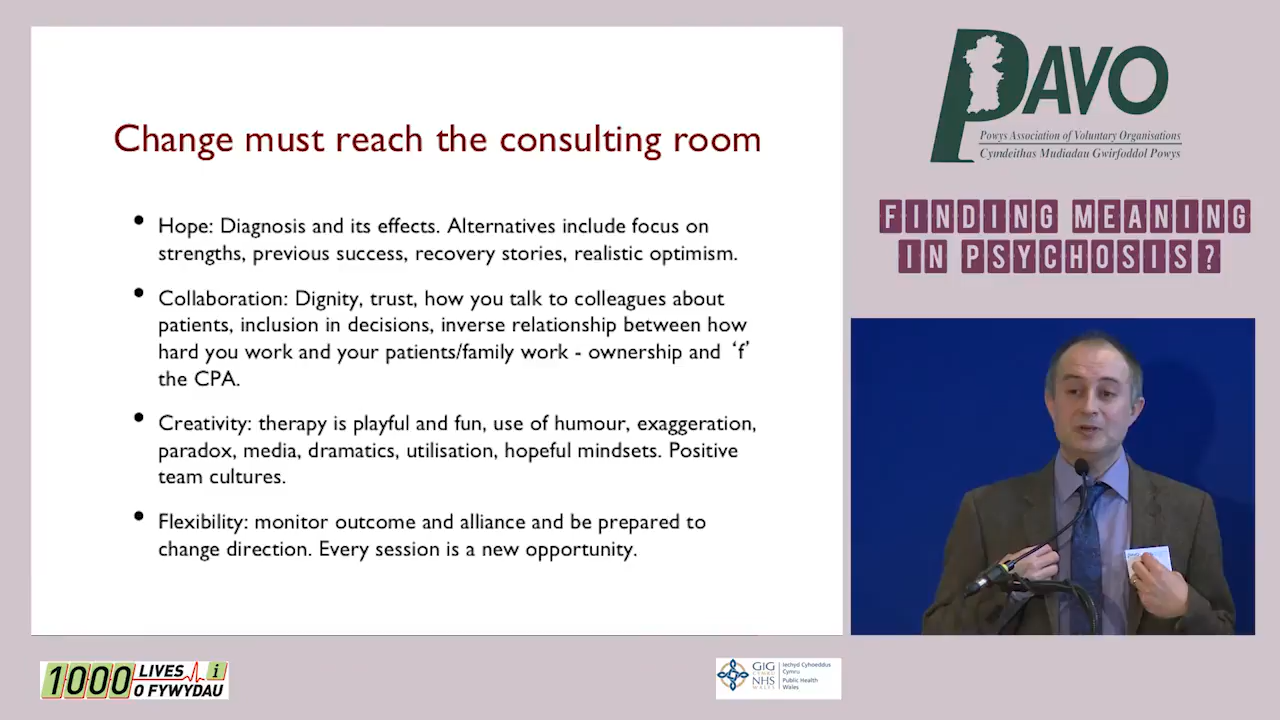 Change must reach the consulting room
• Hope: Diagnosis and its effects. Alternatives include focus on
strengths, previous success, recovery stories, realistic optimism.
• Collaboration: Dignity, trust, how you talk to colleagues about
patients, inclusion in decisions, inverse relationship between how
hard you work and your patients/family work - ownership and ‘f’
the CPA.
• Creativity: therapy is playful and fun, use of humour, exaggeration,
paradox, media, dramatics, utilisation, hopeful mindsets. Positive
team cultures.
• Flexibility: monitor outcome and alliance and be prepared to
change direction. Every session is a new opportunity.
PAVO
Powys Association of Voluntary Organisations
Cymdeithas Mudiadau Gwirfoddol Powys
FINDING MEANING
IN PSYCHOSIS?
1000 LIVES i
O FYWYDAU
GIG
CYMRU
NHS
WALES
Iechyd Cyhoeddus
Cymru
Public Health
Wales